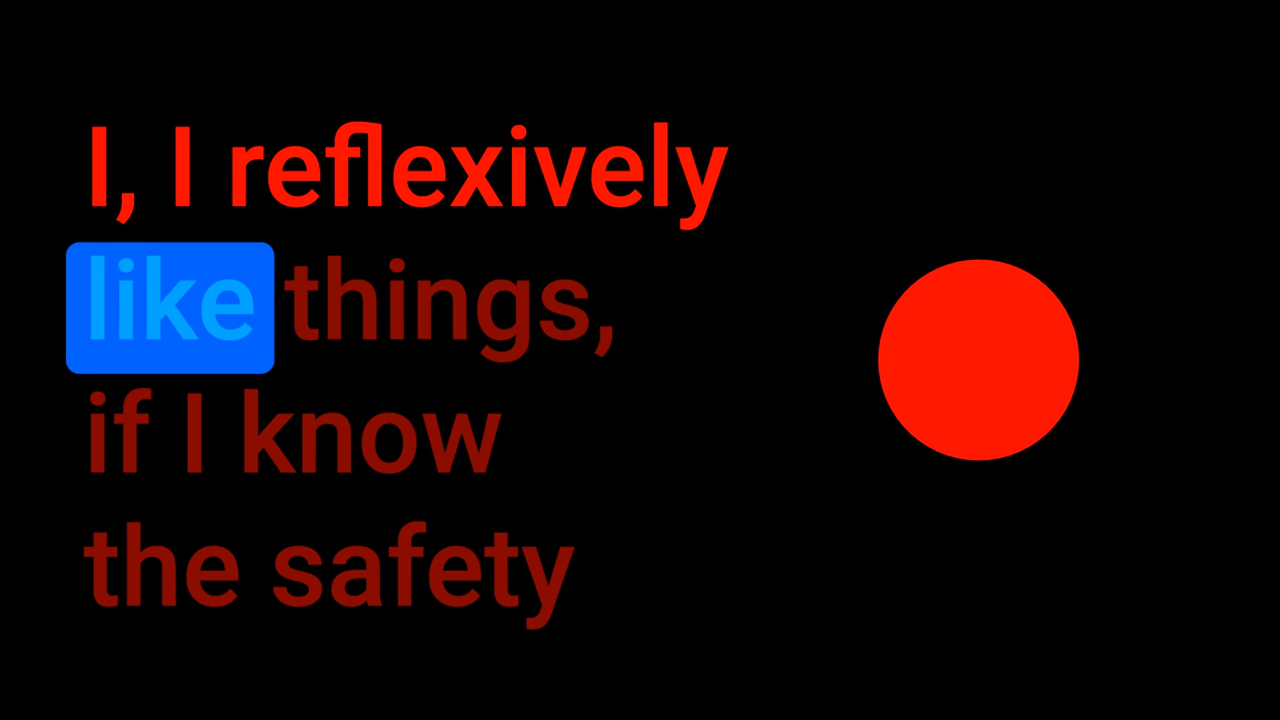 I, I reflexively
like things,
if I know
the safety